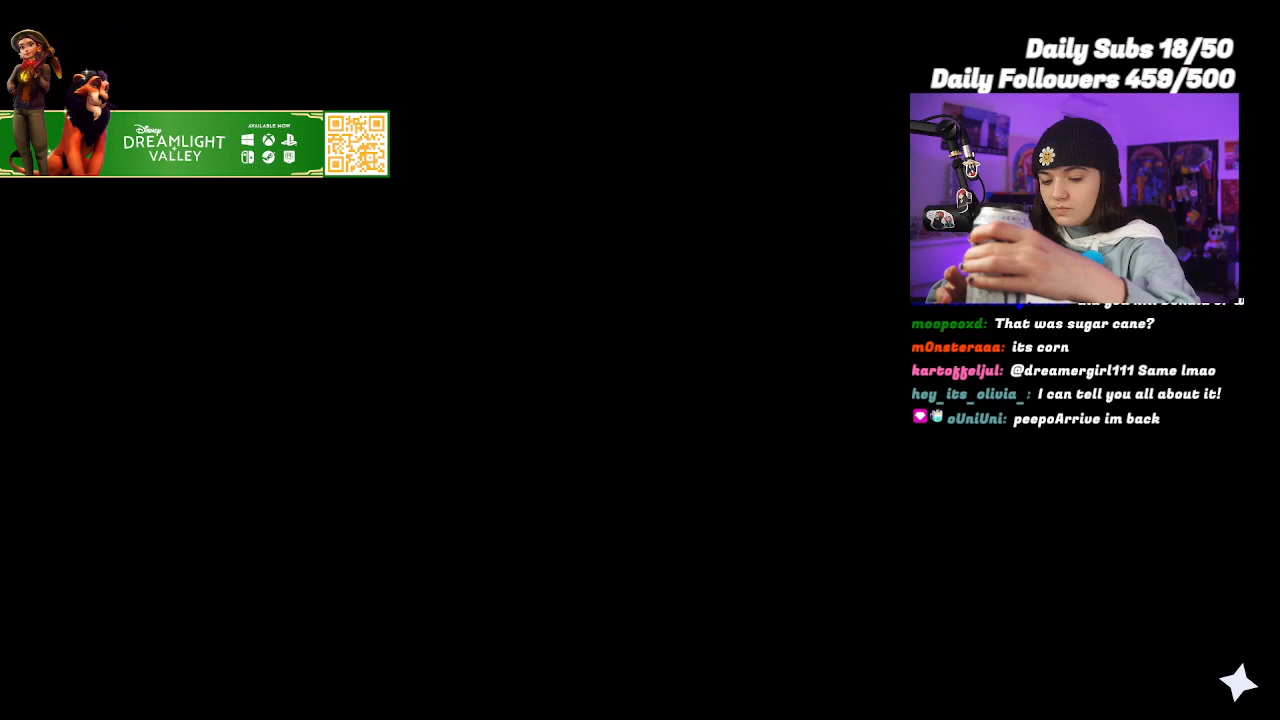 Daily Subs 18/50
Daily Followers 459/500
Disney
DREAMLIGHT
VALLEY
AVAILABLE NOW
moopooxd: That was sugar cane?
m0nsteraaa: its corn
kartoffeljul: @dreamergirl111 Same lmao
hey_its_olivia_: I can tell you all about it!
oUniUni: peepoArrive im back